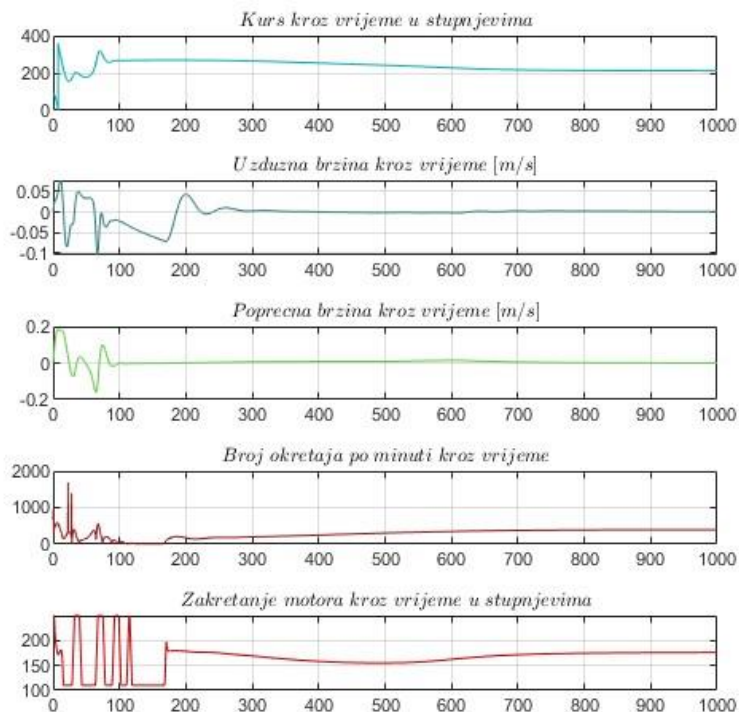 Kurs kroz vrijeme u stupnjevima
400
200
0
0 100 200 300 400 500 600 700 800 900 1000
Uzduzna brzina kroz vrijeme [m/s]
0.05
0
-0.05
-0.1
0 100 200 300 400 500 600 700 800 900 1000
Poprecna brzina kroz vrijeme [m/s]
0.2
0
-0.2
0 100 200 300 400 500 600 700 800 900 1000
Broj okretaja po minuti kroz vrijeme
2000
1000
0
0 100 200 300 400 500 600 700 800 900 1000
Zakretanje motora kroz vrijeme u stupnjevima
200
150
100
0 100 200 300 400 500 600 700 800 900 1000